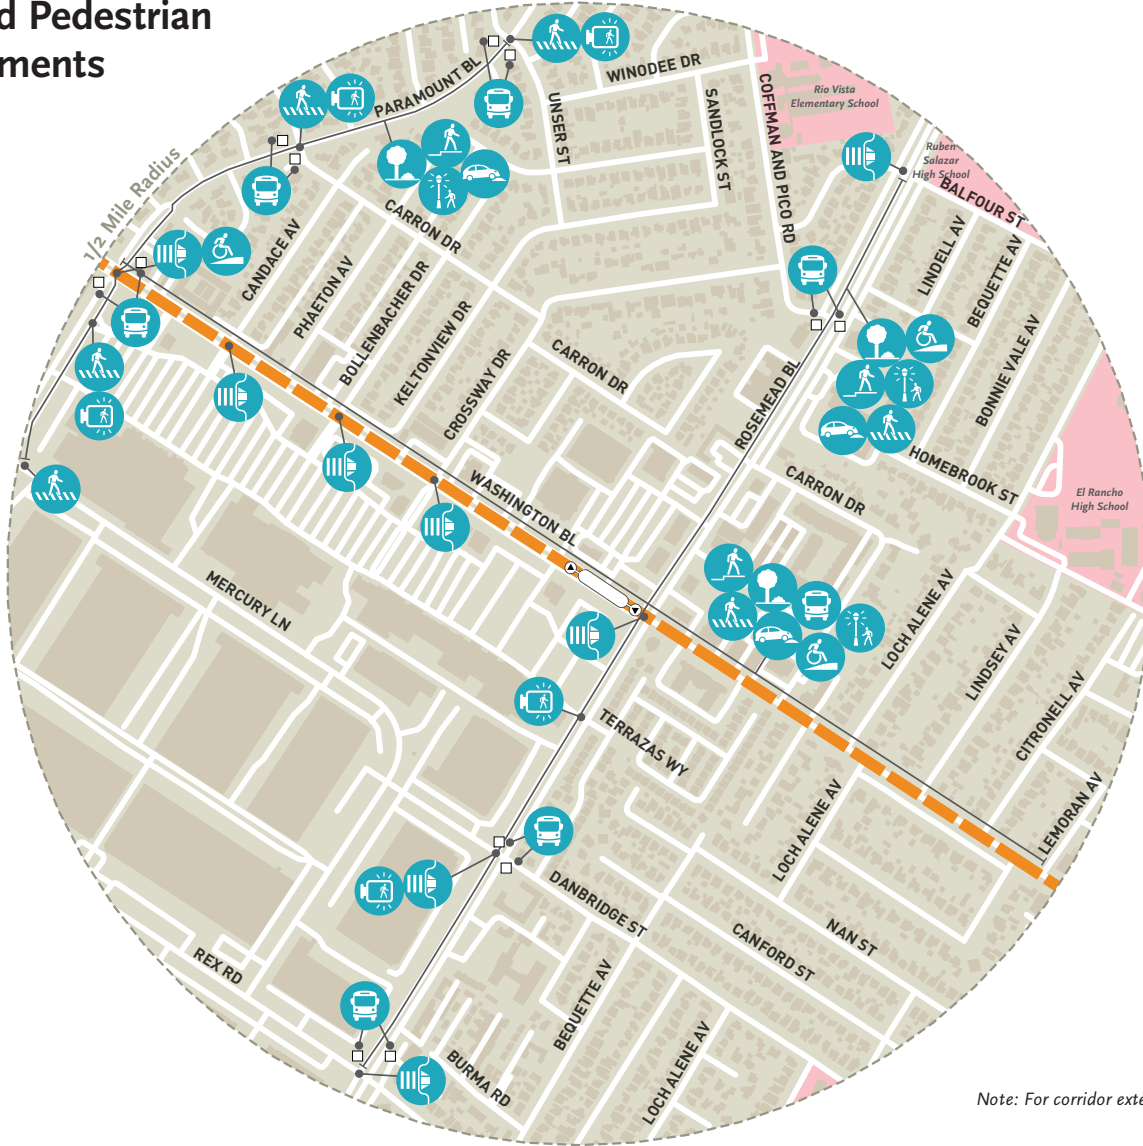 d Pedestrian
ments
1/2 Mile Radius
PARAMOUNT BL
WINODEE DR
UNSER ST
SANDLOCK ST
COFFMAN AND PICO RD
Rio Vista
Elementary School
Ruben
Salazar
High School
BALFOUR ST
CARRON DR
CANDACE AV
PHAETON AV
BOLLENBACHER DR
KELTONVIEW DR
CROSSWAY DR
CARRON DR
LINDELL AV
BEQUETTE AV
BONNIE VALE AV
ROSEMEAD BL
HOMEBROOK ST
WASHINGTON BL
CARRON DR
El Rancho
High School
MERCURY LN
LOCH ALENE AV
LINDSEY AV
CITRONELL AV
TERRAZAS WY
LOCH ALENE AV
LEMORAN AV
DANBRIDGE ST
CANFORD ST
NAN ST
REX RD
BEQUETTE AV
BURMA RD
LOCH ALENE AV
Note: For corridor exte